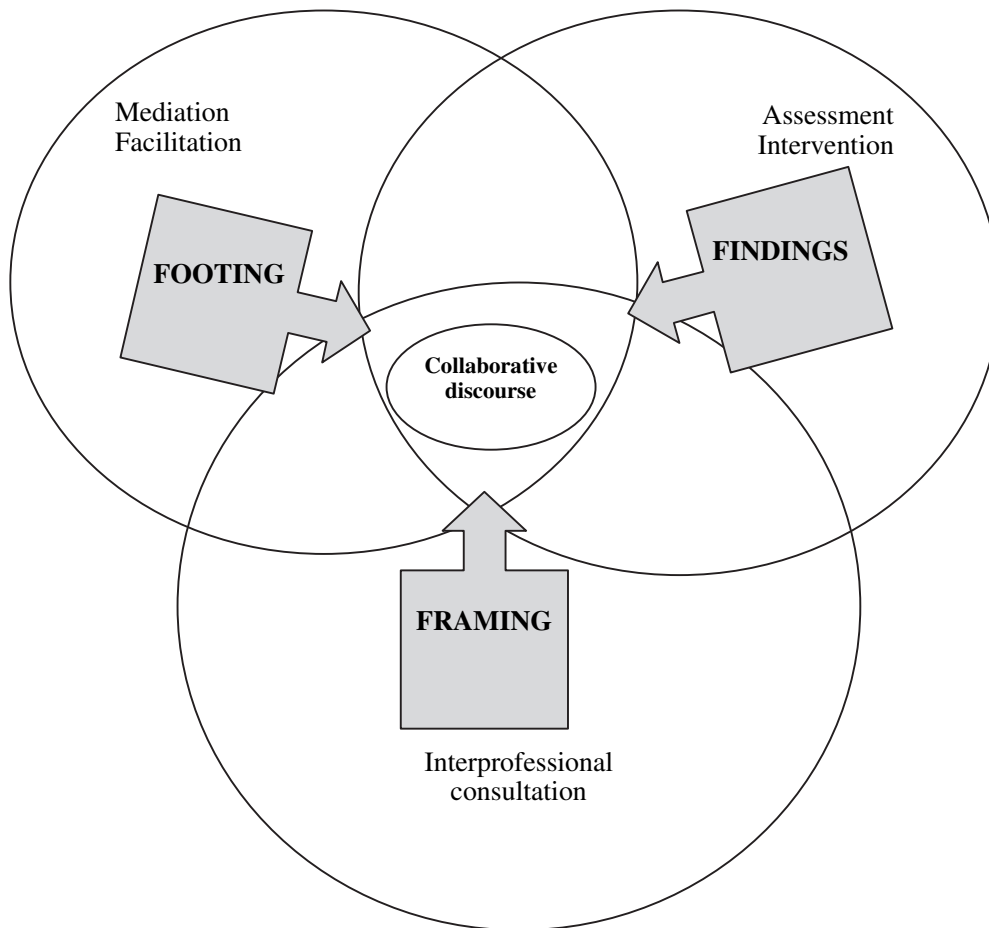 Mediation
Facilitation
Assessment
Intervention
FOOTING
FINDINGS
Collaborative
discourse
FRAMING
Interprofessional
consultation